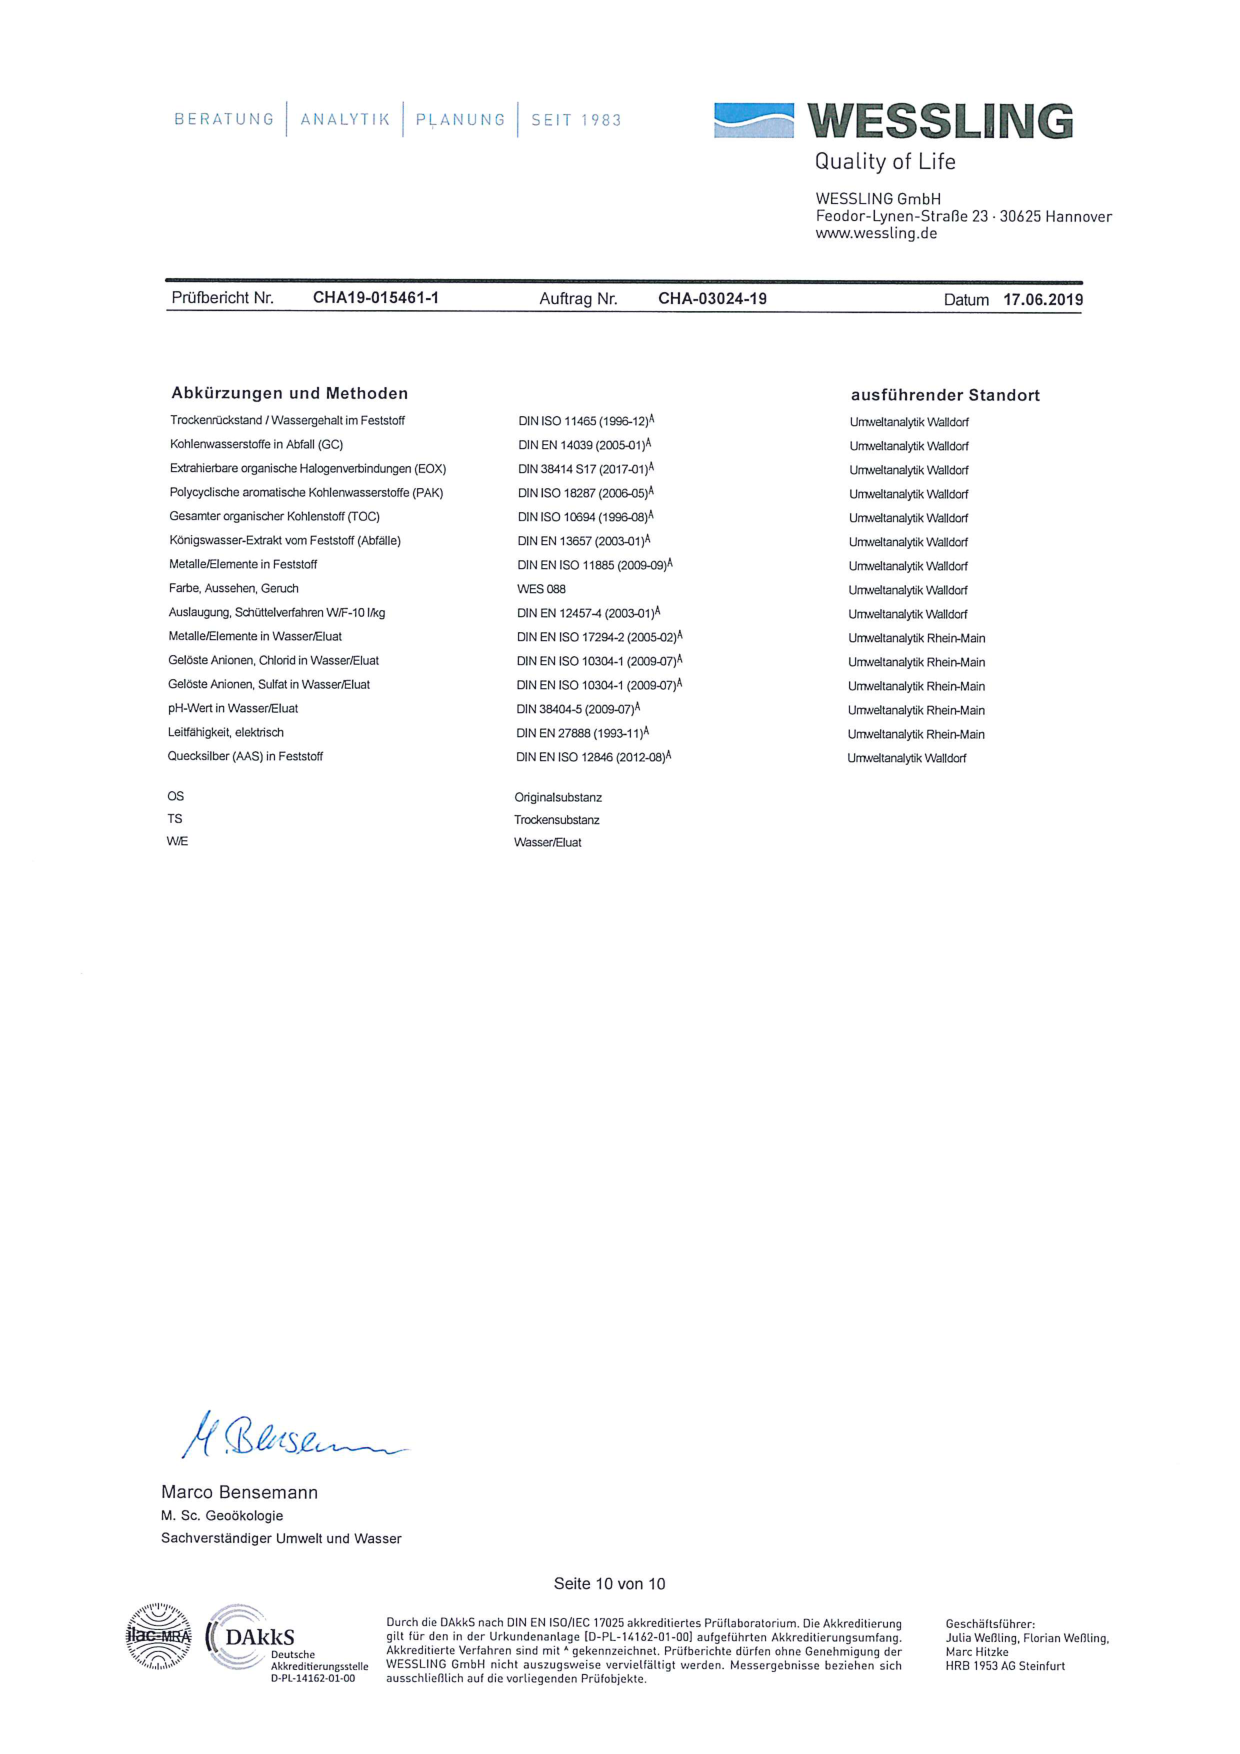 BERATUNG | ANALYTIK | PLANUNG | SEIT 1983
WESSLING
Quality of Life
WESSLING GmbH
Feodor-Lynen-Straße 23 · 30625 Hannover
www.wessling.de
Prüfbericht Nr. CHA19-015461-1 Auftrag Nr. CHA-03024-19 Datum 17.06.2019
Abkürzungen und Methoden ausführender Standort
Trockenrückstand / Wassergehalt im Feststoff DIN ISO 11465 (1996-12)ᴬ Umweltanalytik Walldorf
Kohlenwasserstoffe in Abfall (GC) DIN EN 14039 (2005-01)ᴬ Umweltanalytik Walldorf
Extrahierbare organische Halogenverbindungen (EOX) DIN 38414 S17 (2017-01)ᴬ Umweltanalytik Walldorf
Polycyclische aromatische Kohlenwasserstoffe (PAK) DIN ISO 18287 (2006-05)ᴬ Umweltanalytik Walldorf
Gesamter organischer Kohlenstoff (TOC) DIN ISO 10694 (1996-08)ᴬ Umweltanalytik Walldorf
Königswasser-Extrakt vom Feststoff (Abfälle) DIN EN 13657 (2003-01)ᴬ Umweltanalytik Walldorf
Metalle/Elemente in Feststoff DIN EN ISO 11885 (2009-09)ᴬ Umweltanalytik Walldorf
Farbe, Aussehen, Geruch WES 088 Umweltanalytik Walldorf
Auslaugung, Schüttelverfahren W/F-10 l/kg DIN EN 12457-4 (2003-01)ᴬ Umweltanalytik Walldorf
Metalle/Elemente in Wasser/Eluat DIN EN ISO 17294-2 (2005-02)ᴬ Umweltanalytik Rhein-Main
Gelöste Anionen, Chlorid in Wasser/Eluat DIN EN ISO 10304-1 (2009-07)ᴬ Umweltanalytik Rhein-Main
Gelöste Anionen, Sulfat in Wasser/Eluat DIN EN ISO 10304-1 (2009-07)ᴬ Umweltanalytik Rhein-Main
pH-Wert in Wasser/Eluat DIN 38404-5 (2009-07)ᴬ Umweltanalytik Rhein-Main
Leitfähigkeit, elektrisch DIN EN 27888 (1993-11)ᴬ Umweltanalytik Rhein-Main
Quecksilber (AAS) in Feststoff DIN EN ISO 12846 (2012-08)ᴬ Umweltanalytik Walldorf
OS Originalsubstanz
TS Trockensubstanz
W/E Wasser/Eluat
M. Bensemann
Marco Bensemann
M. Sc. Geoökologie
Sachverständiger Umwelt und Wasser
Seite 10 von 10
ilac-MRA
DAkkS
Deutsche
Akkreditierungsstelle
D-PL-14162-01-00
Durch die DAkkS nach DIN EN ISO/IEC 17025 akkreditiertes Prüflaboratorium. Die Akkreditierung
gilt für den in der Urkundenanlage [D-PL-14162-01-00] aufgeführten Akkreditierungsumfang.
Akkreditierte Verfahren sind mit ᴬ gekennzeichnet. Prüfberichte dürfen ohne Genehmigung der
WESSLING GmbH nicht auszugsweise vervielfältigt werden. Messergebnisse beziehen sich
ausschließlich auf die vorliegenden Prüfobjekte.
Geschäftsführer:
Julia Weßling, Florian Weßling,
Marc Hitzke
HRB 1953 AG Steinfurt